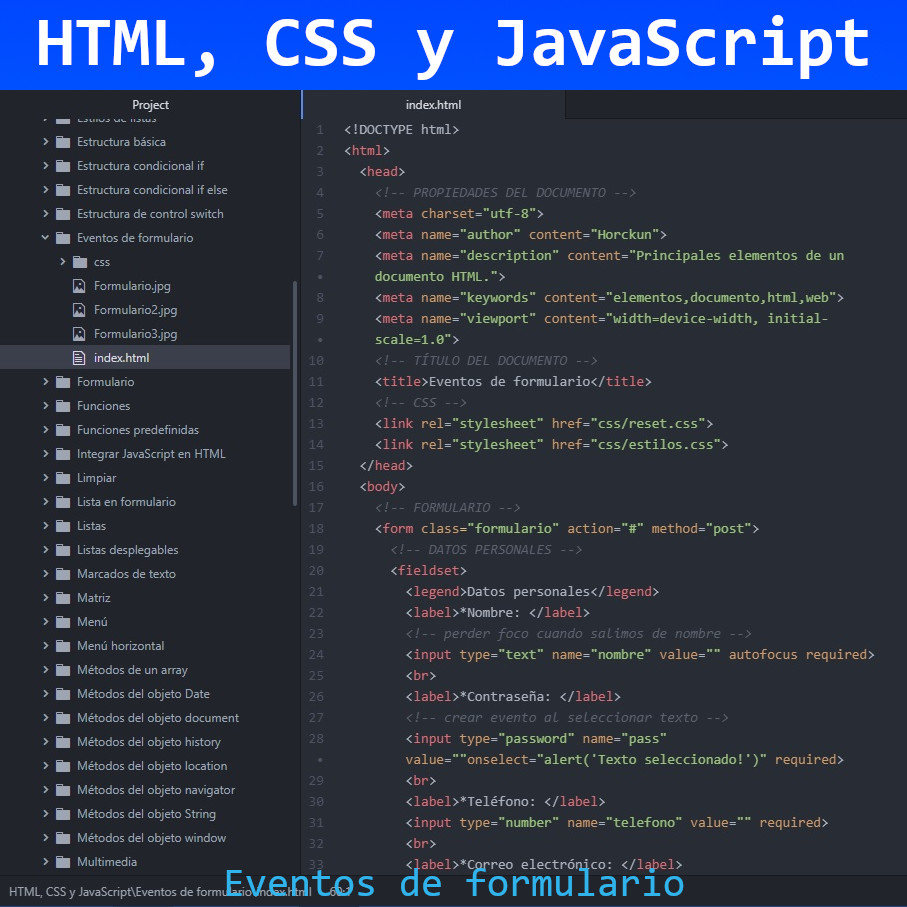 HTML, CSS y JavaScript
Project
index.html
Estilos de listas
Estructura básica
Estructura condicional if
Estructura condicional if else
Estructura de control switch
Eventos de formulario
css
Formulario.jpg
Formulario2.jpg
Formulario3.jpg
index.html
Formulario
Funciones
Funciones predefinidas
Integrar JavaScript en HTML
Limpiar
Lista en formulario
Listas
Listas desplegables
Marcados de texto
Matriz
Menú
Menú horizontal
Métodos de un array
Métodos del objeto Date
Métodos del objeto document
Métodos del objeto history
Métodos del objeto location
Métodos del objeto navigator
Métodos del objeto String
Métodos del objeto window
Multimedia
1 <!DOCTYPE html>
2 <html>
3 <head>
4 <!-- PROPIEDADES DEL DOCUMENTO -->
5 <meta charset="utf-8">
6 <meta name="author" content="Horckun">
7 <meta name="description" content="Principales elementos de un
• documento HTML.">
8 <meta name="keywords" content="elementos,documento,html,web">
9 <meta name="viewport" content="width=device-width, initial-
• scale=1.0">
10 <!-- TÍTULO DEL DOCUMENTO -->
11 <title>Eventos de formulario</title>
12 <!-- CSS -->
13 <link rel="stylesheet" href="css/reset.css">
14 <link rel="stylesheet" href="css/estilos.css">
15 </head>
16 <body>
17 <!-- FORMULARIO -->
18 <form class="formulario" action="#" method="post">
19 <!-- DATOS PERSONALES -->
20 <fieldset>
21 <legend>Datos personales</legend>
22 <label>*Nombre: </label>
23 <!-- perder foco cuando salimos de nombre -->
24 <input type="text" name="nombre" value="" autofocus required>
25 <br>
26 <label>*Contraseña: </label>
27 <!-- crear evento al seleccionar texto -->
28 <input type="password" name="pass"
• value=""onselect="alert('Texto seleccionado!')" required>
29 <br>
30 <label>*Teléfono: </label>
31 <input type="number" name="telefono" value="" required>
32 <br>
33 <label>*Correo electrónico: </label>
HTML, CSS y JavaScript\Eventos de formulario\index.html
Eventos de formulario